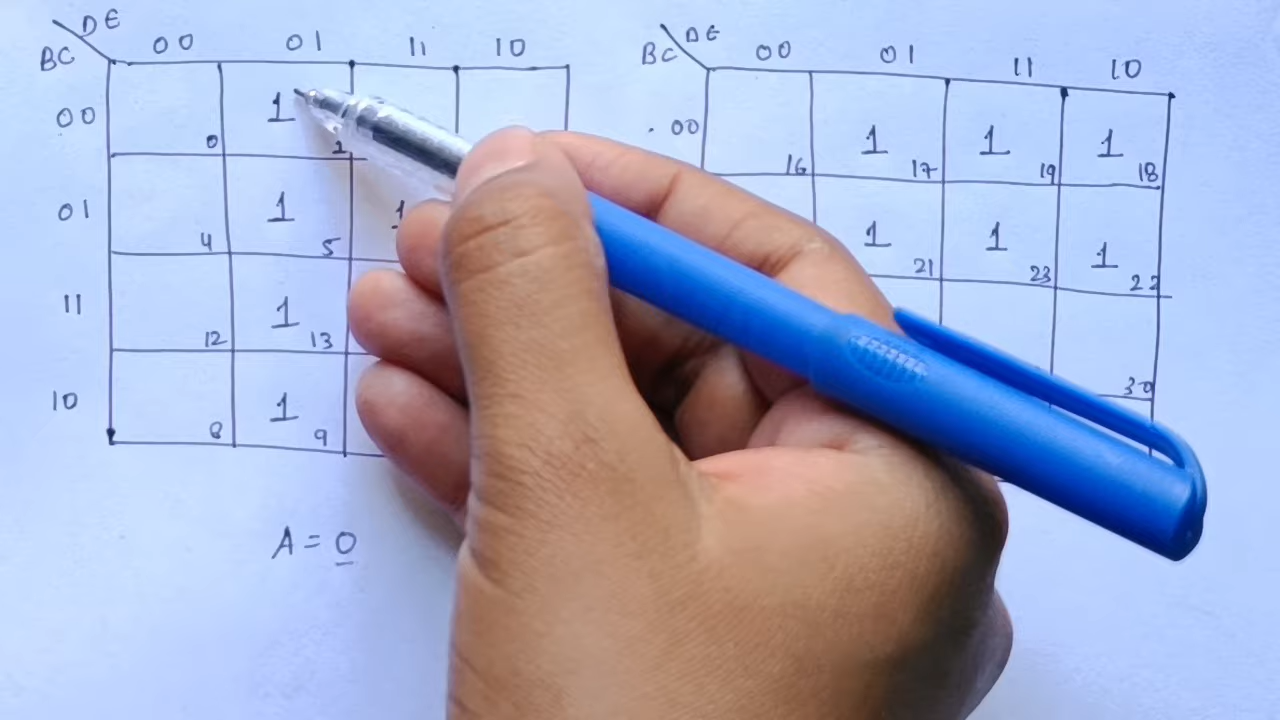 DE
00 01 11 10
BC
00 1 0 2
01 1 1 4 5
11 1 12 13
10 1 8 9
A = 0
DE
BC 00 01 11 10
00 1 1 1 16 17 19 18
1 1 1 21 23 22
30